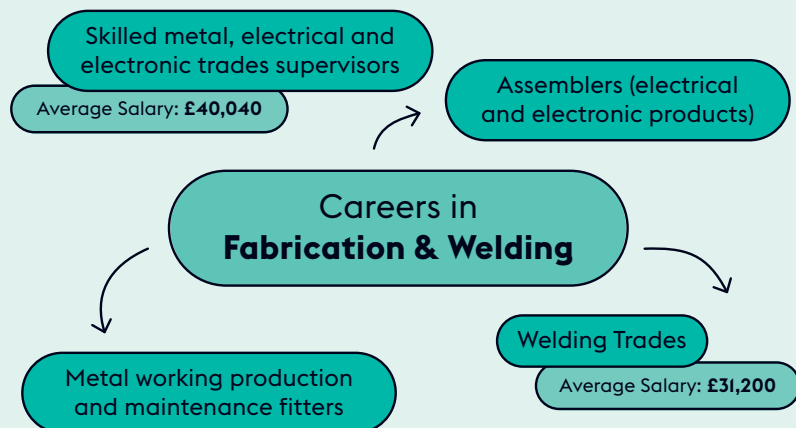 Skilled metal, electrical and
electronic trades supervisors
Average Salary: £40,040
Assemblers (electrical
and electronic products)
Careers in
Fabrication & Welding
Welding Trades
Average Salary: £31,200
Metal working production
and maintenance fitters